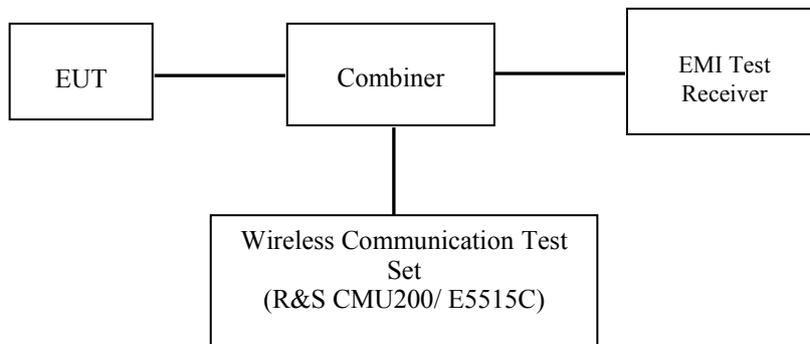 EUT
Combiner
EMI Test
Receiver
Wireless Communication Test
Set
(R&S CMU200/ E5515C)